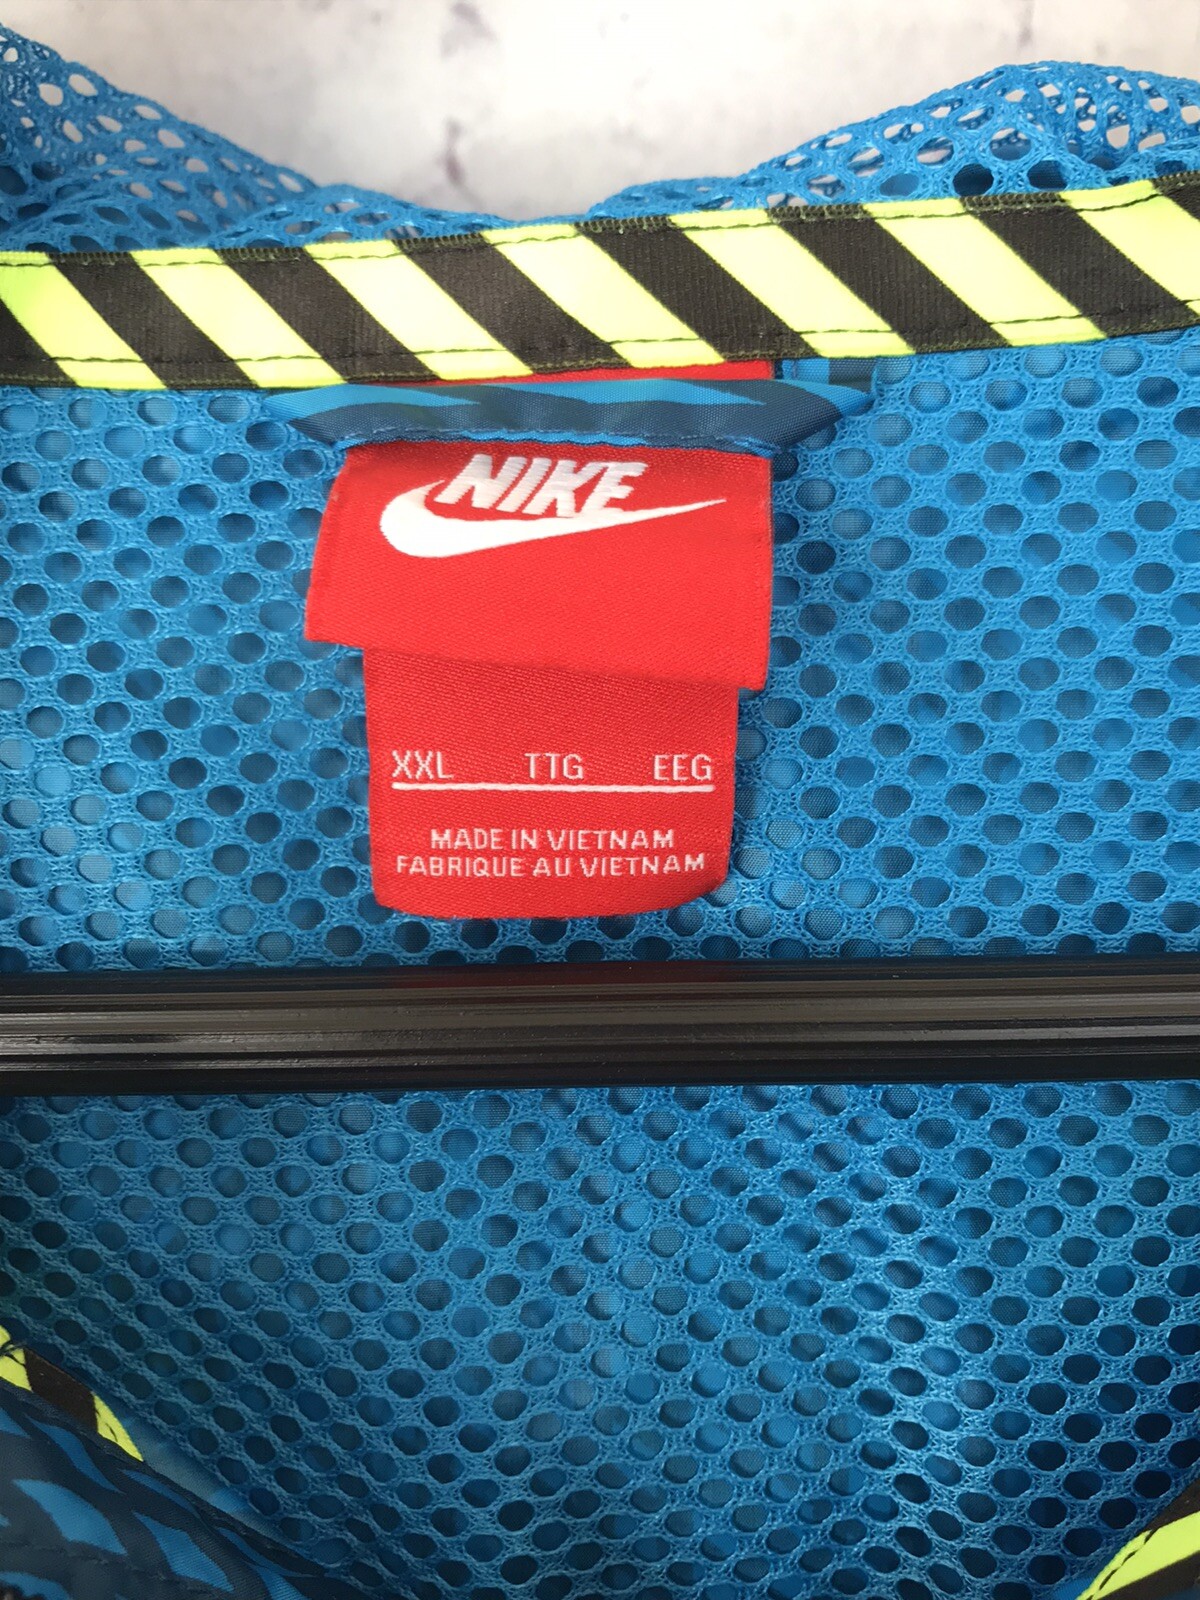 NIKE
XXL TTG EEG
MADE IN VIETNAM
FABRIQUE AU VIETNAM